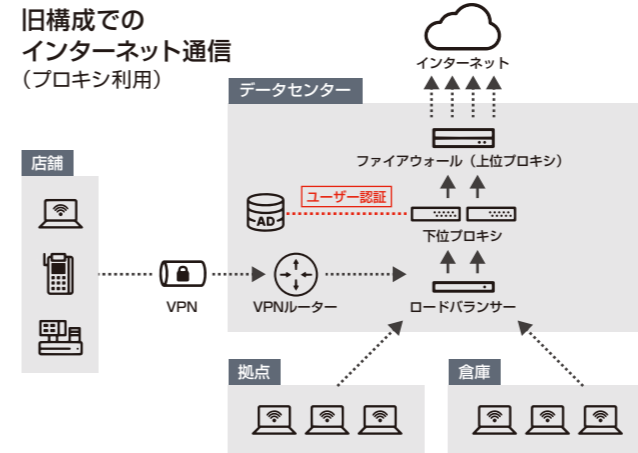 旧構成での
インターネット通信
（プロキシ利用）
インターネット
データセンター
ファイアウォール（上位プロキシ）
店舗
ユーザー認証
AD
下位プロキシ
VPN
VPNルーター
ロードバランサー
拠点
倉庫